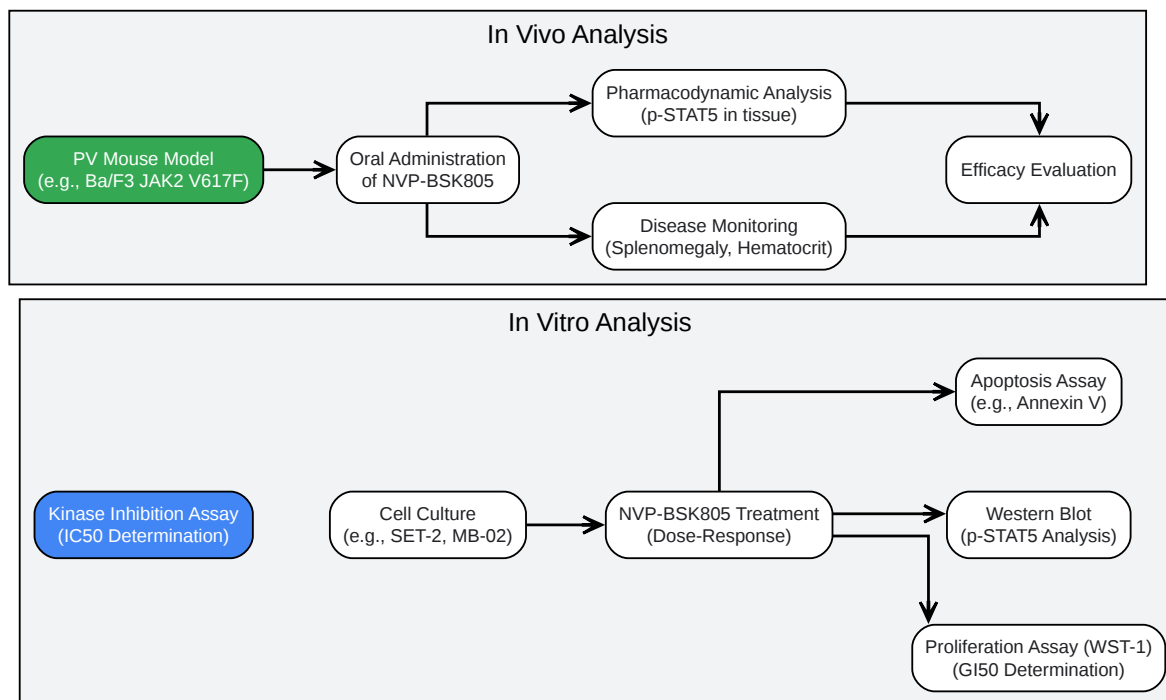 In Vivo Analysis
PV Mouse Model
(e.g., Ba/F3 JAK2 V617F)
Oral Administration
of NVP-BSK805
Pharmacodynamic Analysis
(p-STAT5 in tissue)
Disease Monitoring
(Splenomegaly, Hematocrit)
Efficacy Evaluation
In Vitro Analysis
Kinase Inhibition Assay
(IC50 Determination)
Cell Culture
(e.g., SET-2, MB-02)
NVP-BSK805 Treatment
(Dose-Response)
Apoptosis Assay
(e.g., Annexin V)
Western Blot
(p-STAT5 Analysis)
Proliferation Assay (WST-1)
(GI50 Determination)